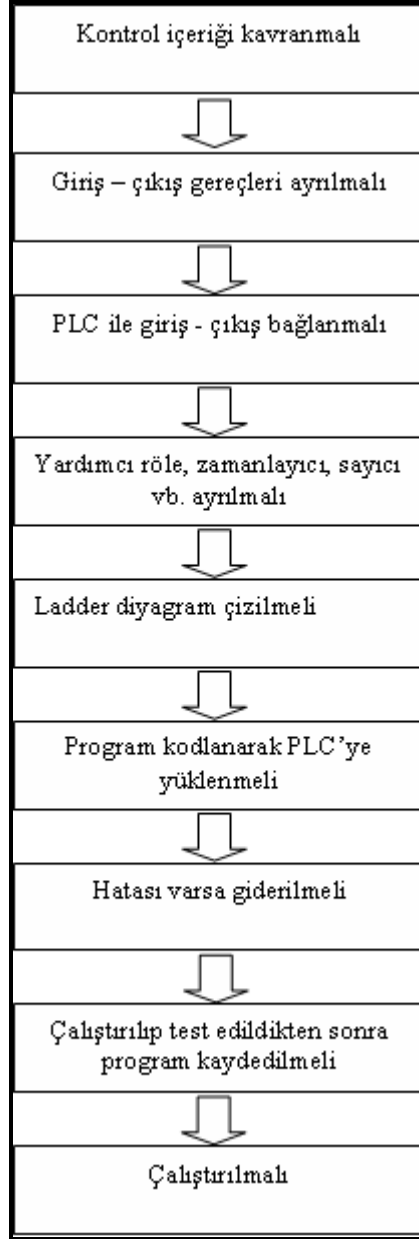 Kontrol içeriği kavranmalı
Giriş – çıkış gereçleri ayrılmalı
PLC ile giriş - çıkış bağlanmalı
Yardımcı röle, zamanlayıcı, sayıcı
vb. ayrılmalı
Ladder diyagram çizilmeli
Program kodlanarak PLC’ye
yüklenmeli
Hatası varsa giderilmeli
Çalıştırılıp test edildikten sonra
program kaydedilmeli
Çalıştırılmalı